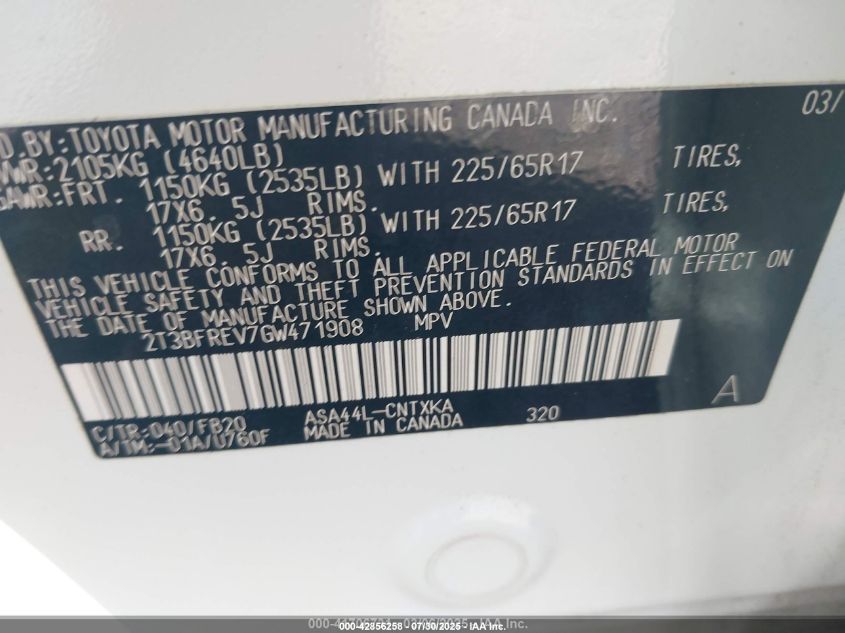 D.BY:TOYOTA MOTOR MANUFACTURING CANADA INC. 03/
VWR:2105KG (4640LB)
GAWR:FRT. 1150KG (2535LB) WITH 225/65R17 TIRES,
17X6. 5J RIMS.
RR. 1150KG (2535LB) WITH 225/65R17 TIRES,
17X6. 5J RIMS.
THIS VEHICLE CONFORMS TO ALL APPLICABLE FEDERAL MOTOR
VEHICLE SAFETY AND THEFT PREVENTION STANDARDS IN EFFECT ON
THE DATE OF MANUFACTURE SHOWN ABOVE.
2T3BFREV7GW471908 MPV
A
C/TR:040/FB20 ASA44L-CNTXKA 320
A/TM:-01A/U760F MADE IN CANADA
000-42856258 - 07/30/2025 - IAA Inc.